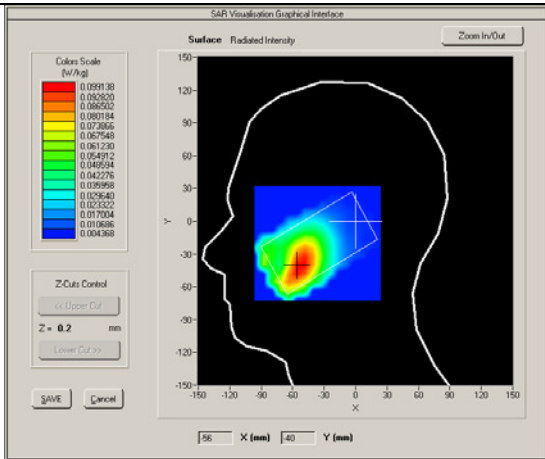 SAR Visualisation Graphical Interface
Surface Radiated Intensity
Zoom In/Out
Colors Scale
(W/kg)
0.099138
0.092820
0.086502
0.080184
0.073866
0.067548
0.061230
0.054912
0.048594
0.042276
0.035958
0.029640
0.023322
0.017004
0.010686
0.004368
150
120
90
60
30
0
-30
-60
-90
-120
-150
Y
-150 -120 -90 -60 -30 0 30 60 90 120 150
X
Z-Cuts Control
<< Upper Cut
Z = 0.2 mm
Lower Cut >>
SAVE Cancel
-56 X (mm) -40 Y (mm)